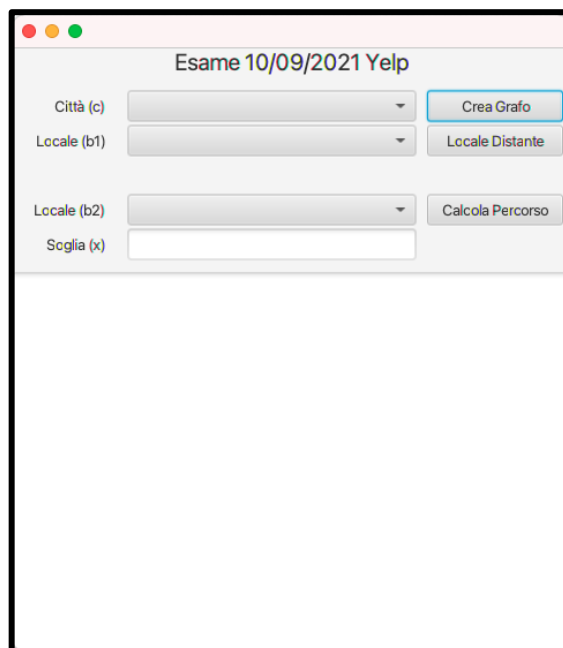 Esame 10/09/2021 Yelp
Città (c)
Crea Grafo
Locale (b1)
Locale Distante
Locale (b2)
Calcola Percorso
Soglia (x)